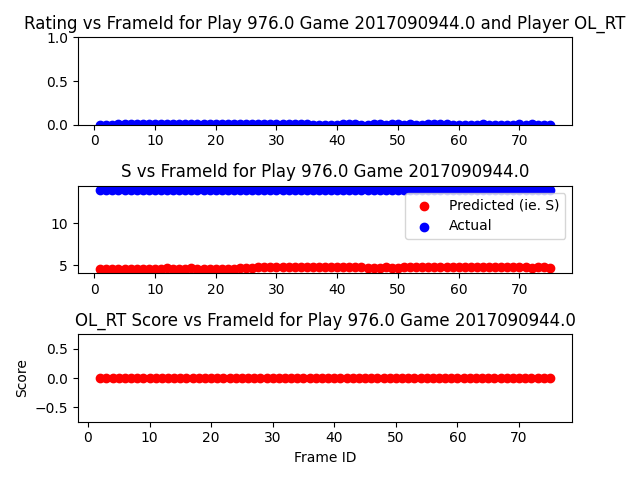 Rating vs FrameId for Play 976.0 Game 2017090944.0 and Player OL_RT
1.0
0.5
0.0
0 10 20 30 40 50 60 70
S vs FrameId for Play 976.0 Game 2017090944.0
10
5
Predicted (ie. S)
Actual
0 10 20 30 40 50 60 70
OL_RT Score vs FrameId for Play 976.0 Game 2017090944.0
Score
0.5
0.0
−0.5
0 10 20 30 40 50 60 70
Frame ID